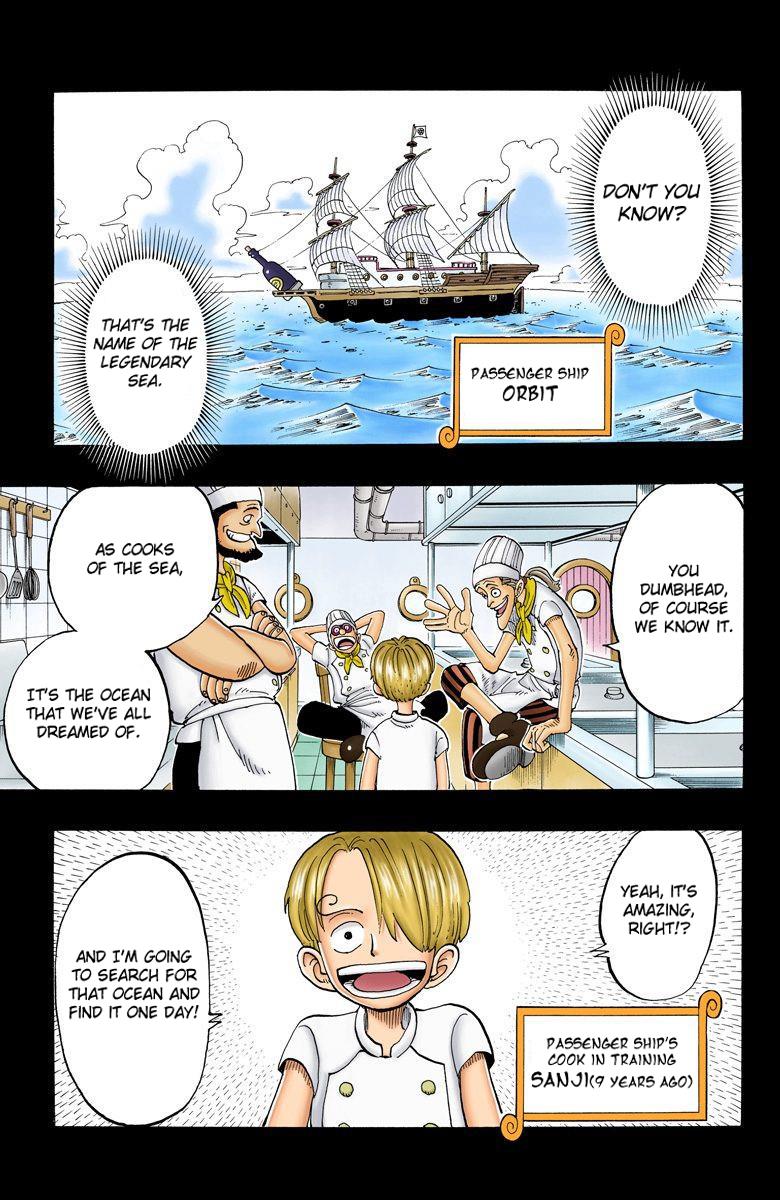 DON'T YOU
KNOW?
THAT'S THE
NAME OF THE
LEGENDARY
SEA.
PASSENGER SHIP
ORBIT
YOU
DUMBHEAD,
OF COURSE
WE KNOW IT.
AS COOKS
OF THE SEA,
IT'S THE OCEAN
THAT WE'VE ALL
DREAMED OF.
YEAH, IT'S
AMAZING,
RIGHT!?
AND I'M GOING
TO SEARCH FOR
THAT OCEAN AND
FIND IT ONE DAY!
PASSENGER SHIP'S
COOK IN TRAINING
SANJI(9 YEARS AGO)